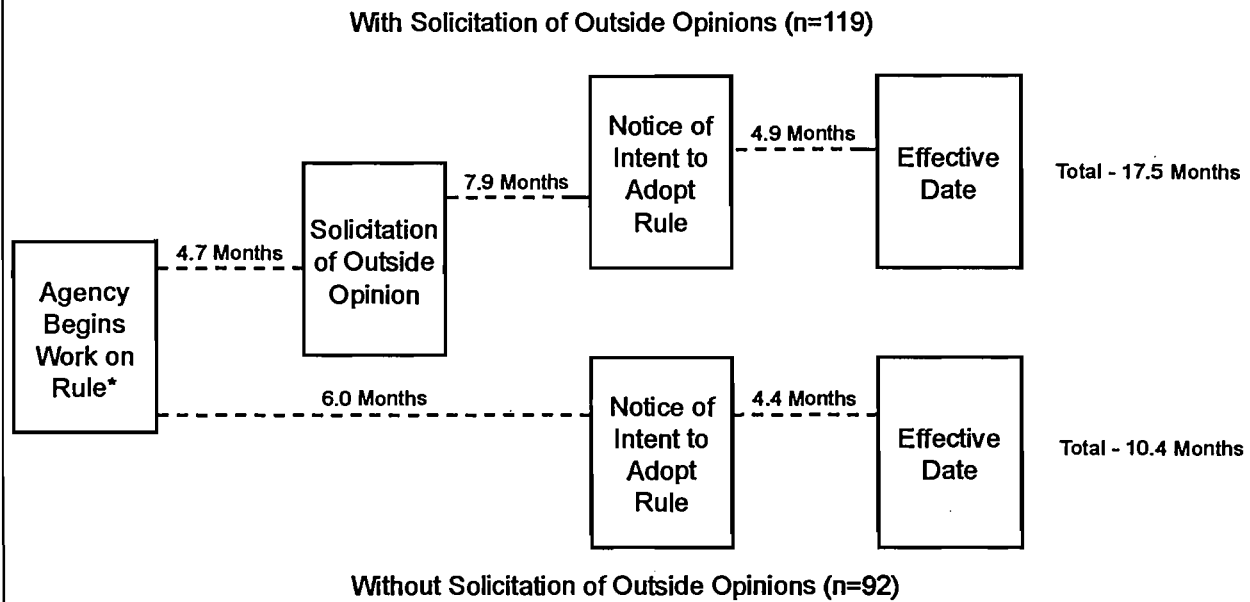 With Solicitation of Outside Opinions (n=119)
Agency
Begins
Work on
Rule*
4.7 Months
Solicitation
of Outside
Opinion
7.9 Months
Notice of
Intent to
Adopt
Rule
4.9 Months
Effective
Date
Total - 17.5 Months
6.0 Months
Notice of
Intent to
Adopt
Rule
4.4 Months
Effective
Date
Total - 10.4 Months
Without Solicitation of Outside Opinions (n=92)